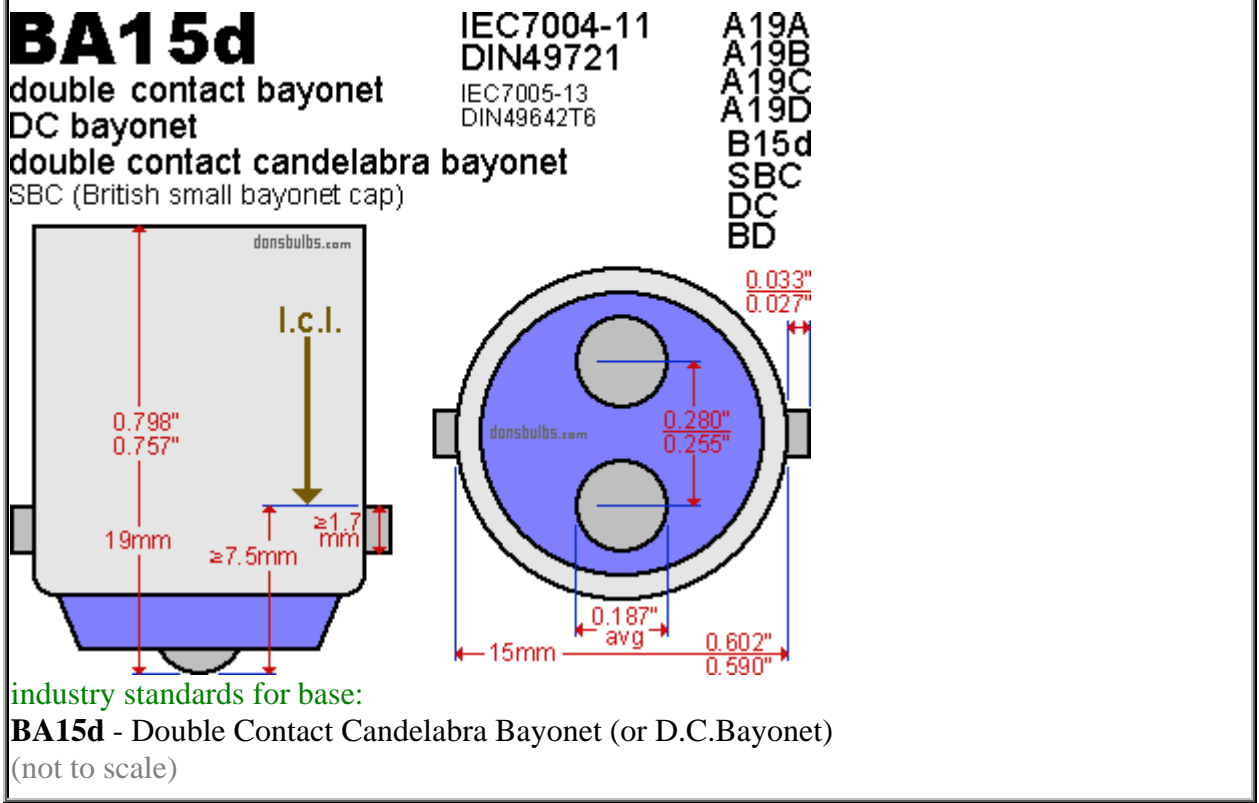 BA15d
double contact bayonet
DC bayonet
double contact candelabra bayonet
SBC (British small bayonet cap)
IEC7004-11
DIN49721
IEC7005-13
DIN49642T6
A19A
A19B
A19C
A19D
B15d
SBC
DC
BD
donsbulbs.com
l.c.l.
0.798"
0.757"
19mm
≥7.5mm
≥1.7
mm
0.033"
0.027"
donsbulbs.com
0.280"
0.255"
0.187"
avg
15mm
0.602"
0.590"
industry standards for base:
BA15d - Double Contact Candelabra Bayonet (or D.C.Bayonet)
(not to scale)